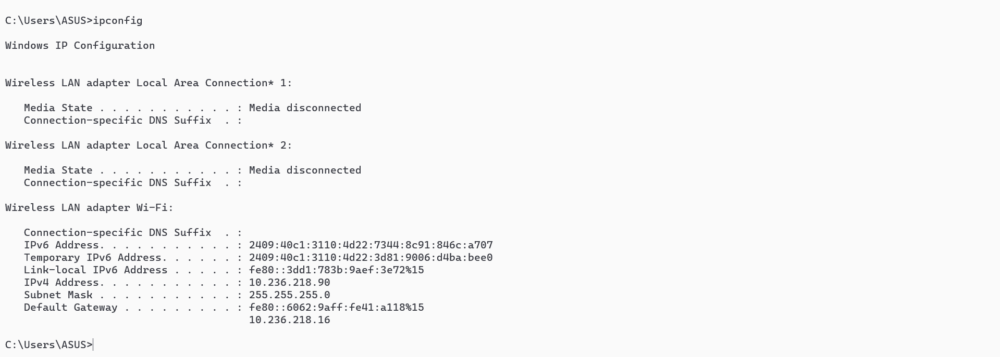 C:\Users\ASUS>ipconfig
Windows IP Configuration
Wireless LAN adapter Local Area Connection* 1:
   Media State . . . . . . . . . . . : Media disconnected
   Connection-specific DNS Suffix  . :
Wireless LAN adapter Local Area Connection* 2:
   Media State . . . . . . . . . . . : Media disconnected
   Connection-specific DNS Suffix  . :
Wireless LAN adapter Wi-Fi:
   Connection-specific DNS Suffix  . :
   IPv6 Address. . . . . . . . . . . : 2409:40c1:3110:4d22:7344:8c91:846c:a707
   Temporary IPv6 Address. . . . . . : 2409:40c1:3110:4d22:3d81:9006:d4ba:bee0
   Link-local IPv6 Address . . . . . : fe80::3dd1:783b:9aef:3e72%15
   IPv4 Address. . . . . . . . . . . : 10.236.218.90
   Subnet Mask . . . . . . . . . . . : 255.255.255.0
   Default Gateway . . . . . . . . . : fe80::6062:9aff:fe41:a118%15
                                       10.236.218.16
C:\Users\ASUS>